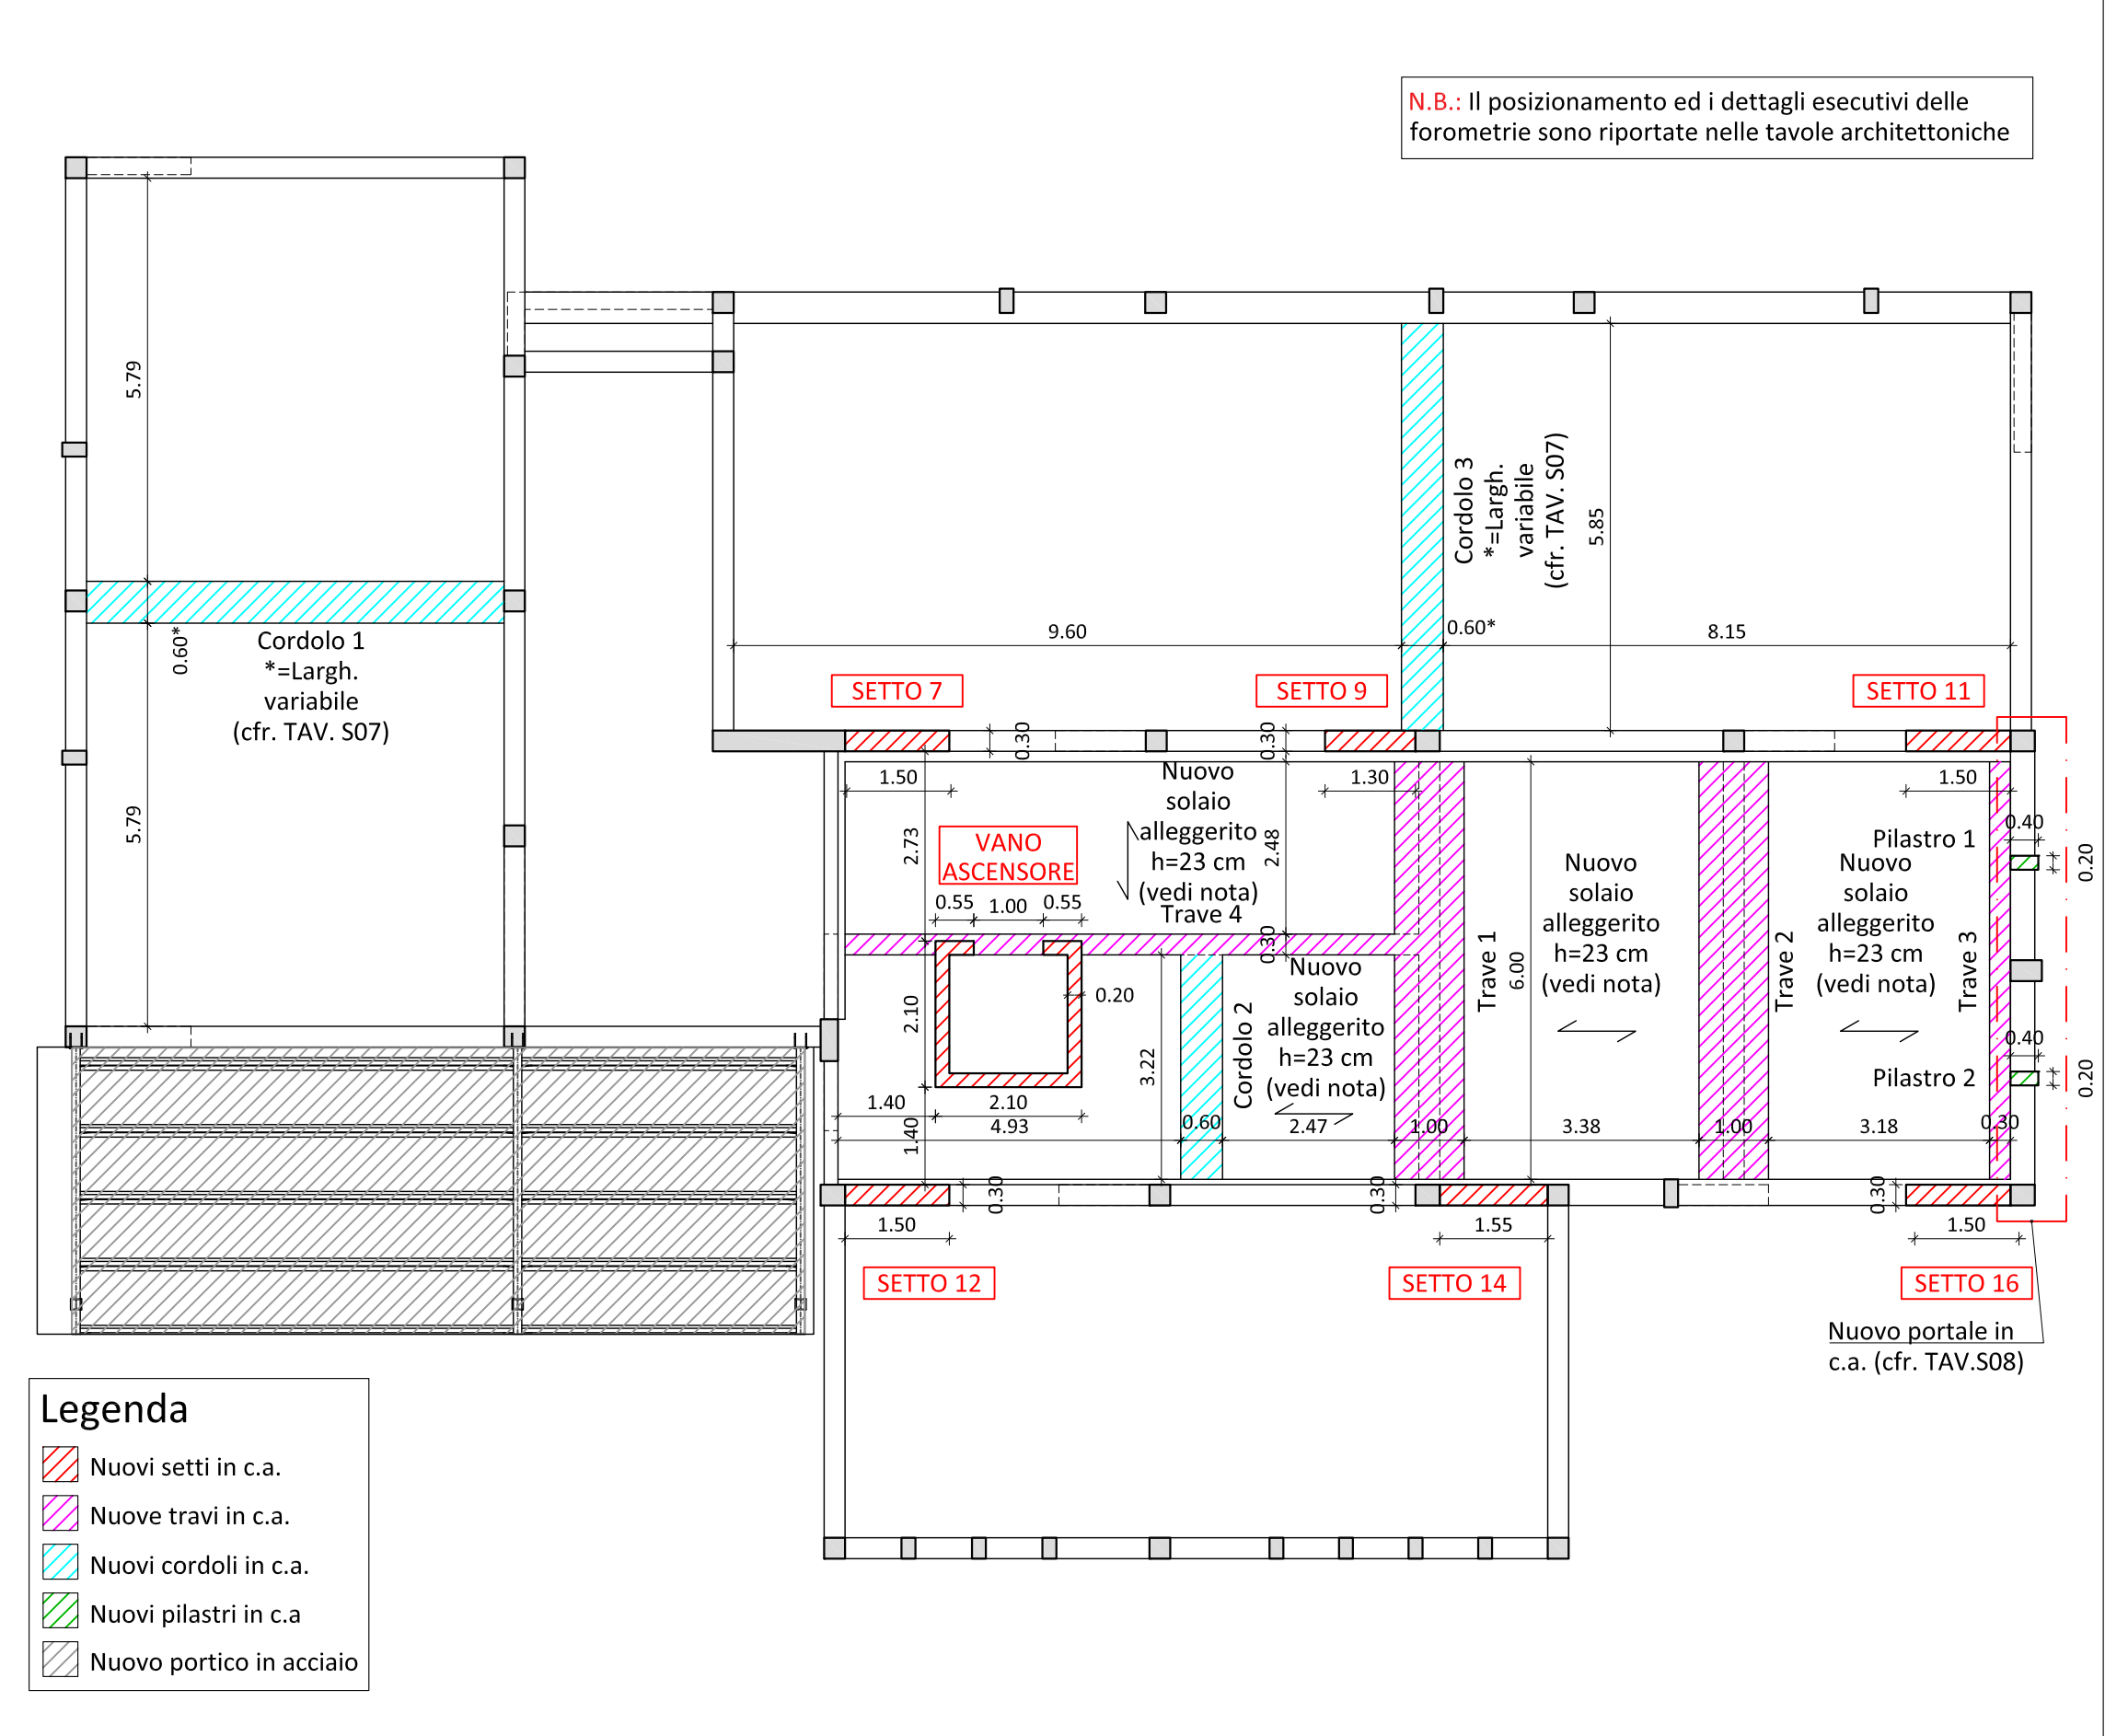 N.B.: Il posizionamento ed i dettagli esecutivi delle
forometrie sono riportate nelle tavole architettoniche
5.79
0.60*
Cordolo 1
*=Largh.
variabile
(cfr. TAV. S07)
5.79
Cordolo 3
*=Largh.
variabile
(cfr. TAV. S07)
5.85
9.60
0.60*
8.15
SETTO 7
SETTO 9
SETTO 11
0.30
0.30
1.50
1.30
1.50
2.73
Nuovo
solaio
alleggerito
h=23 cm
(vedi nota)
2.48
VANO
ASCENSORE
0.55
1.00
0.55
Trave 4
0.30
Pilastro 1
0.40
0.20
Nuovo
solaio
alleggerito
h=23 cm
(vedi nota)
Nuovo
solaio
alleggerito
h=23 cm
(vedi nota)
Trave 1
6.00
Trave 2
Trave 3
2.10
0.20
3.22
Cordolo 2
Nuovo
solaio
alleggerito
h=23 cm
(vedi nota)
0.40
Pilastro 2
0.20
1.40
2.10
1.40
4.93
0.60
2.47
1.00
3.38
1.00
3.18
0.30
0.30
0.30
0.30
1.50
1.55
1.50
SETTO 12
SETTO 14
SETTO 16
Nuovo portale in
c.a. (cfr. TAV.S08)
Legenda
Nuovi setti in c.a.
Nuove travi in c.a.
Nuovi cordoli in c.a.
Nuovi pilastri in c.a
Nuovo portico in acciaio